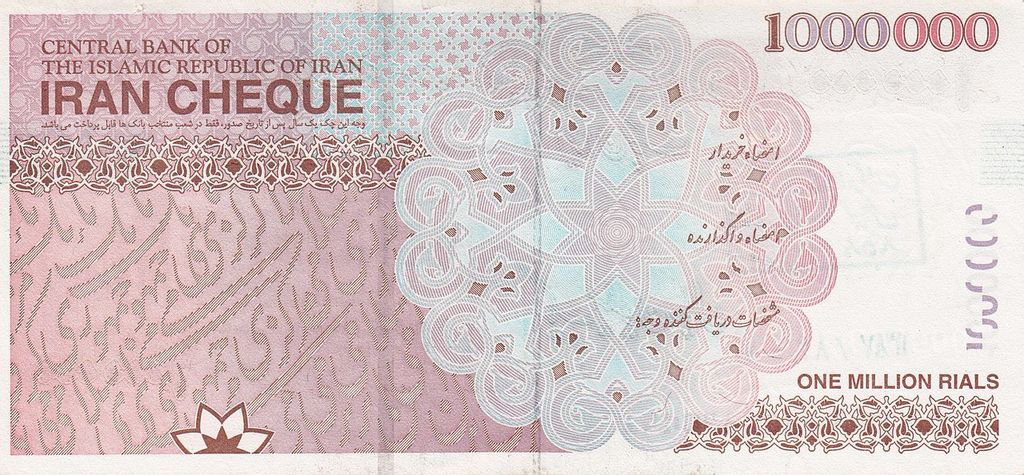 CENTRAL BANK OF
THE ISLAMIC REPUBLIC OF IRAN
IRAN CHEQUE
وجه این چک یک سال پس از تاریخ صدور، فقط در شعب منتخب بانک ها قابل پرداخت می باشد.
1000000
امضاء خریدار
امضاء واگذارنده
مشخصات دریافت کننده وجه:
ONE MILLION RIALS